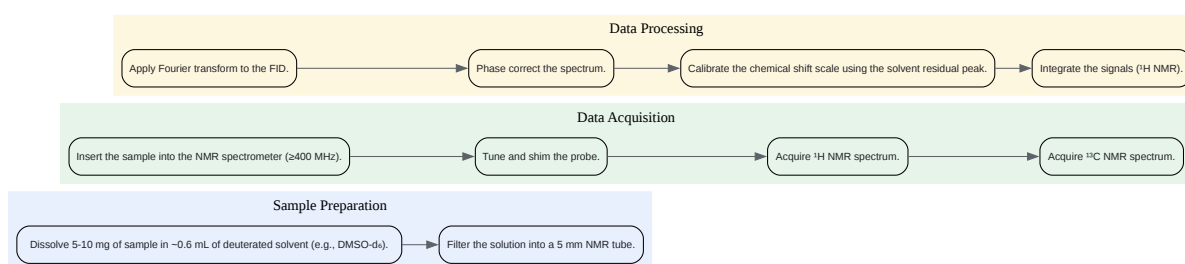 Data Processing
Apply Fourier transform to the FID.
Phase correct the spectrum.
Calibrate the chemical shift scale using the solvent residual peak.
Integrate the signals (¹H NMR).
Data Acquisition
Insert the sample into the NMR spectrometer (≥400 MHz).
Tune and shim the probe.
Acquire ¹H NMR spectrum.
Acquire ¹³C NMR spectrum.
Sample Preparation
Dissolve 5-10 mg of sample in ~0.6 mL of deuterated solvent (e.g., DMSO-d₆).
Filter the solution into a 5 mm NMR tube.